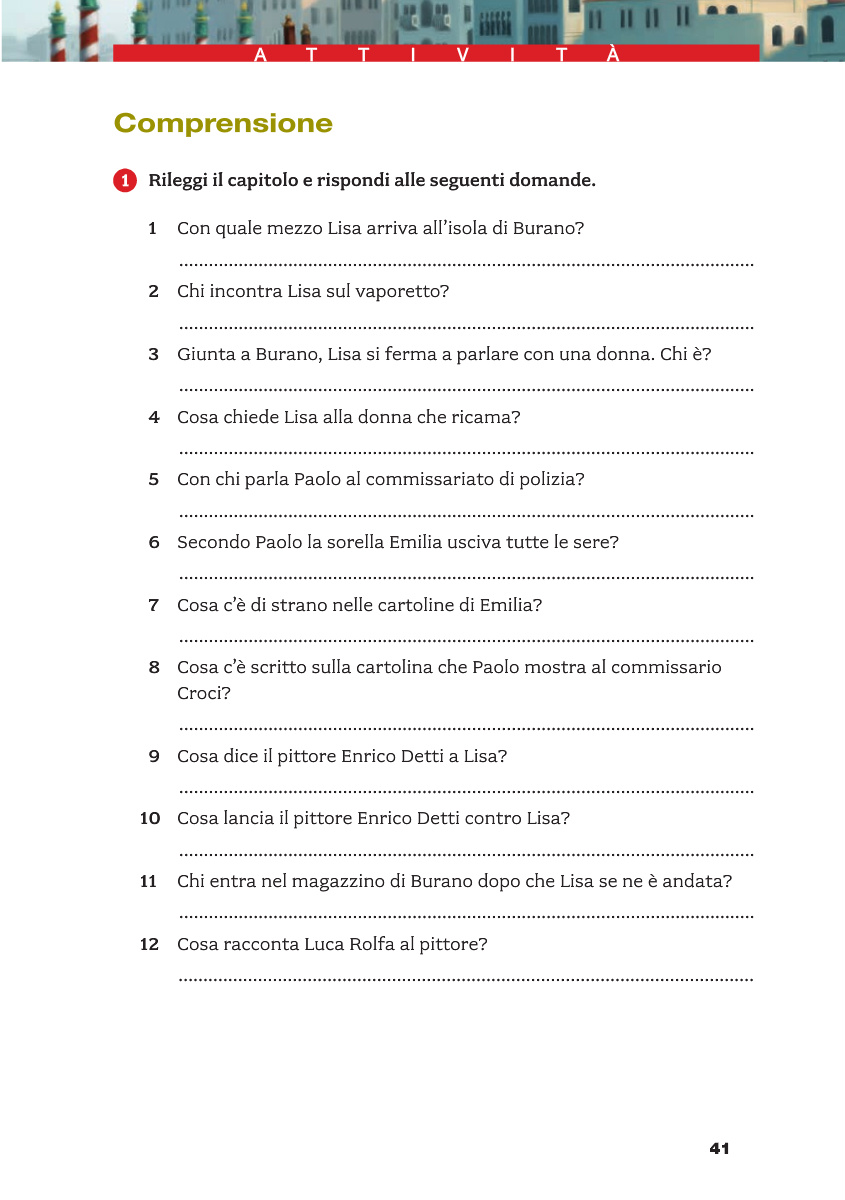 ATTIVITÀ
Comprensione
1 Rileggi il capitolo e rispondi alle seguenti domande.
1 Con quale mezzo Lisa arriva all'isola di Burano?
2 Chi incontra Lisa sul vaporetto?
3 Giunta a Burano, Lisa si ferma a parlare con una donna. Chi è?
4 Cosa chiede Lisa alla donna che ricama?
5 Con chi parla Paolo al commissariato di polizia?
6 Secondo Paolo la sorella Emilia usciva tutte le sere?
7 Cosa c'è di strano nelle cartoline di Emilia?
8 Cosa c'è scritto sulla cartolina che Paolo mostra al commissario
Croci?
9 Cosa dice il pittore Enrico Detti a Lisa?
10 Cosa lancia il pittore Enrico Detti contro Lisa?
11 Chi entra nel magazzino di Burano dopo che Lisa se ne è andata?
12 Cosa racconta Luca Rolfa al pittore?
41